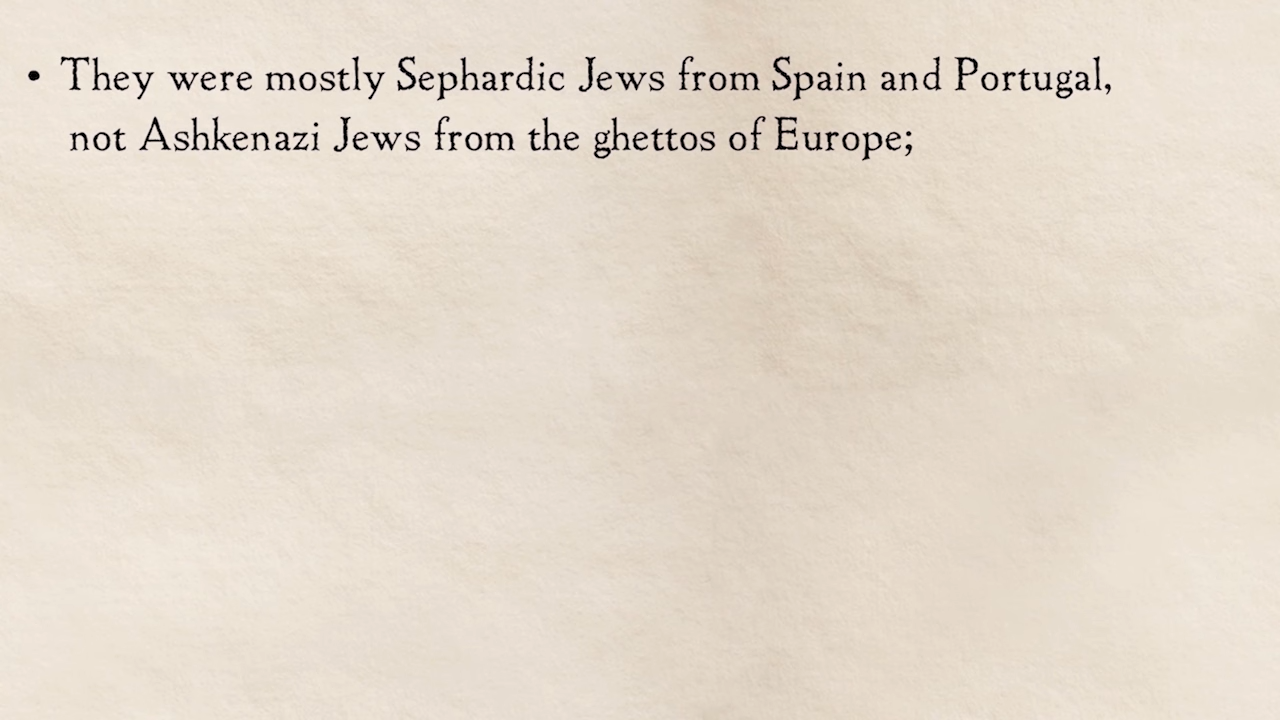 • They were mostly Sephardic Jews from Spain and Portugal,
not Ashkenazi Jews from the ghettos of Europe;